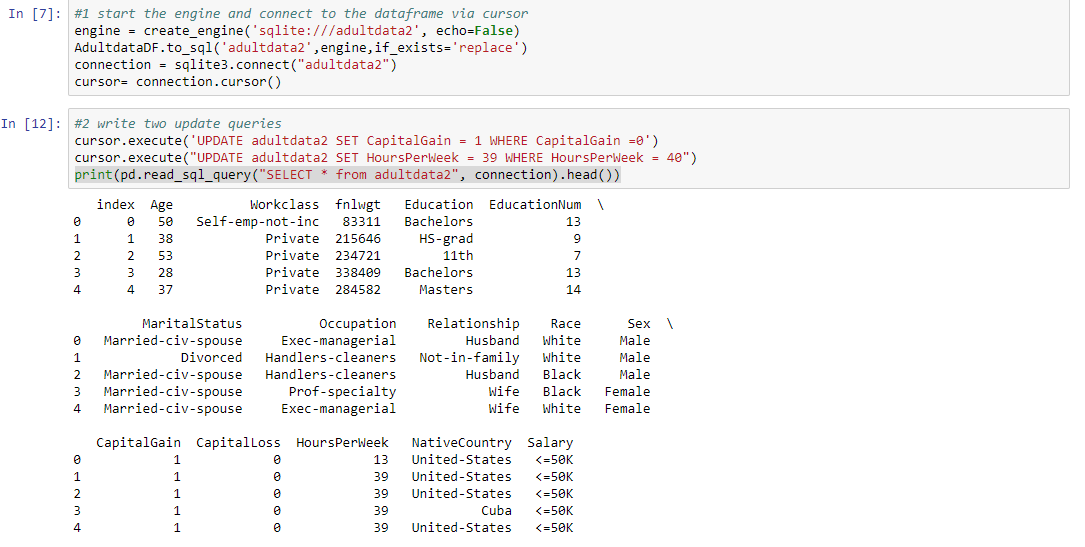 In [7]: #1 start the engine and connect to the dataframe via cursor
engine = create_engine('sqlite:///adultdata2', echo=False)
AdultdataDF.to_sql('adultdata2',engine,if_exists='replace')
connection = sqlite3.connect("adultdata2")
cursor= connection.cursor()
In [12]: #2 write two update queries
cursor.execute('UPDATE adultdata2 SET CapitalGain = 1 WHERE CapitalGain =0')
cursor.execute("UPDATE adultdata2 SET HoursPerWeek = 39 WHERE HoursPerWeek = 40")
print(pd.read_sql_query("SELECT * from adultdata2", connection).head())
index Age Workclass fnlwgt Education EducationNum \
0 0 50 Self-emp-not-inc 83311 Bachelors 13
1 1 38 Private 215646 HS-grad 9
2 2 53 Private 234721 11th 7
3 3 28 Private 338409 Bachelors 13
4 4 37 Private 284582 Masters 14
MaritalStatus Occupation Relationship Race Sex \
0 Married-civ-spouse Exec-managerial Husband White Male
1 Divorced Handlers-cleaners Not-in-family White Male
2 Married-civ-spouse Handlers-cleaners Husband Black Male
3 Married-civ-spouse Prof-specialty Wife Black Female
4 Married-civ-spouse Exec-managerial Wife White Female
CapitalGain CapitalLoss HoursPerWeek NativeCountry Salary
0 1 0 13 United-States <=50K
1 1 0 39 United-States <=50K
2 1 0 39 United-States <=50K
3 1 0 39 Cuba <=50K
4 1 0 39 United-States <=50K